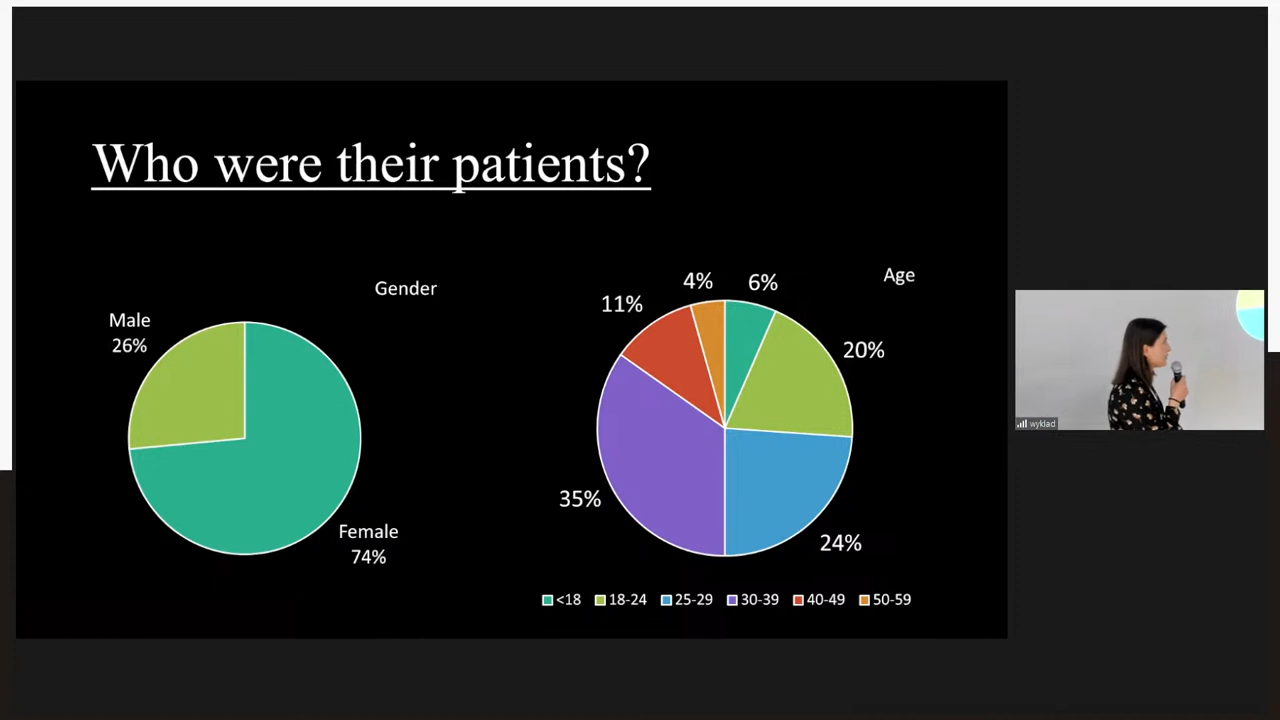 Who were their patients?
Gender
Male
26%
Female
74%
Age
4%
6%
11%
20%
35%
24%
<18
18-24
25-29
30-39
40-49
50-59
wyklad